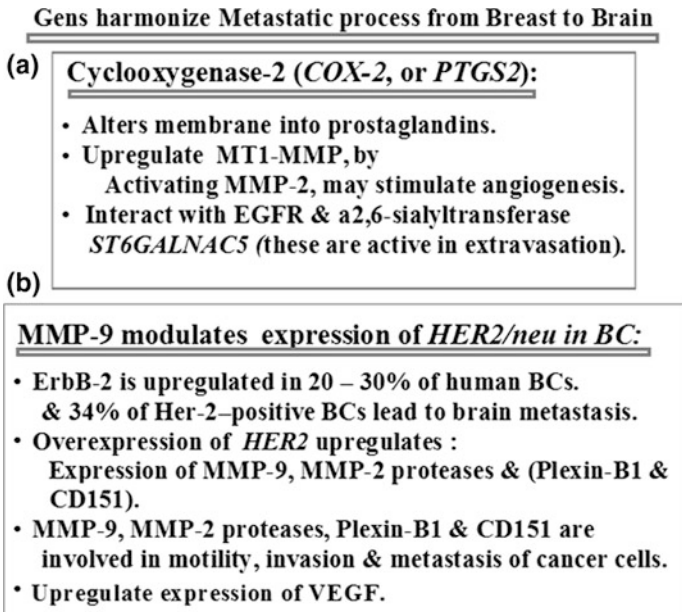 Gens harmonize Metastatic process from Breast to Brain
(a)
Cyclooxygenase-2 (COX-2, or PTGS2):
• Alters membrane into prostaglandins.
• Upregulate MT1-MMP, by
Activating MMP-2, may stimulate angiogenesis.
• Interact with EGFR & a2,6-sialyltransferase
ST6GALNAC5 (these are active in extravasation).
(b)
MMP-9 modulates expression of HER2/neu in BC:
• ErbB-2 is upregulated in 20 – 30% of human BCs.
& 34% of Her-2–positive BCs lead to brain metastasis.
• Overexpression of HER2 upregulates :
Expression of MMP-9, MMP-2 proteases & (Plexin-B1 &
CD151).
• MMP-9, MMP-2 proteases, Plexin-B1 & CD151 are
involved in motility, invasion & metastasis of cancer cells.
• Upregulate expression of VEGF.